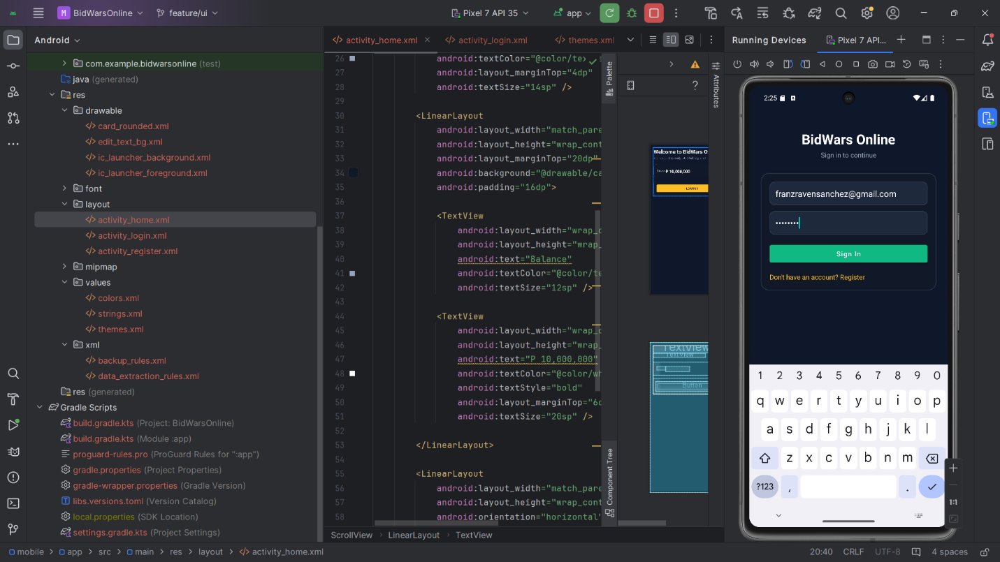 M BidWarsOnline feature/ui Pixel 7 API 35 app
Android
com.example.bidwarsonline (test)
java (generated)
res
drawable
card_rounded.xml
edit_text_bg.xml
ic_launcher_background.xml
ic_launcher_foreground.xml
font
layout
activity_home.xml
activity_login.xml
activity_register.xml
mipmap
values
colors.xml
strings.xml
themes.xml
xml
backup_rules.xml
data_extraction_rules.xml
res (generated)
Gradle Scripts
build.gradle.kts (Project: BidWarsOnline)
build.gradle.kts (Module :app)
proguard-rules.pro (ProGuard Rules for ":app")
gradle.properties (Project Properties)
gradle-wrapper.properties (Gradle Version)
libs.versions.toml (Version Catalog)
local.properties (SDK Location)
settings.gradle.kts (Project Settings)
activity_home.xml activity_login.xml themes.xml
26 android:textColor="@color/te
27 android:layout_marginTop="4dp"
28 android:textSize="14sp" />
29
30 <LinearLayout
31 android:layout_width="match_pare
32 android:layout_height="wrap_cont
33 android:layout_marginTop="20dp"
34 android:background="@drawable/ca
35 android:padding="16dp">
36
37 <TextView
38 android:layout_width="wrap_c
39 android:layout_height="wrap_
40 android:text="Balance"
41 android:textColor="@color/te
42 android:textSize="12sp" />
43
44 <TextView
45 android:layout_width="wrap_c
46 android:layout_height="wrap_
47 android:text="P 10,000,000"
48 android:textColor="@color/wh
49 android:textStyle="bold"
50 android:layout_marginTop="6d
51 android:textSize="20sp" />
52
53 </LinearLayout>
54
55 <LinearLayout
56 android:layout_width="match_pare
57 android:layout_height="wrap_cont
58 android:orientation="horizontal"
ScrollView LinearLayout TextView
Palette
Component Tree
?
Attributes
Welcome to BidWars O
P 10,000,000
LOGOUT
TextView
TextView
Button
Running Devices Pixel 7 API...
2:25
BidWars Online
Sign in to continue
franzravensanchez@gmail.com
••••••••
Sign In
Don't have an account? Register
1 2 3 4 5 6 7 8 9 0
q w e r t y u i o p
a s d f g h j k l
z x c v b n m
?123 , .
1:1
mobile app src main res layout activity_home.xml 20:40 CRLF UTF-8 4 spaces